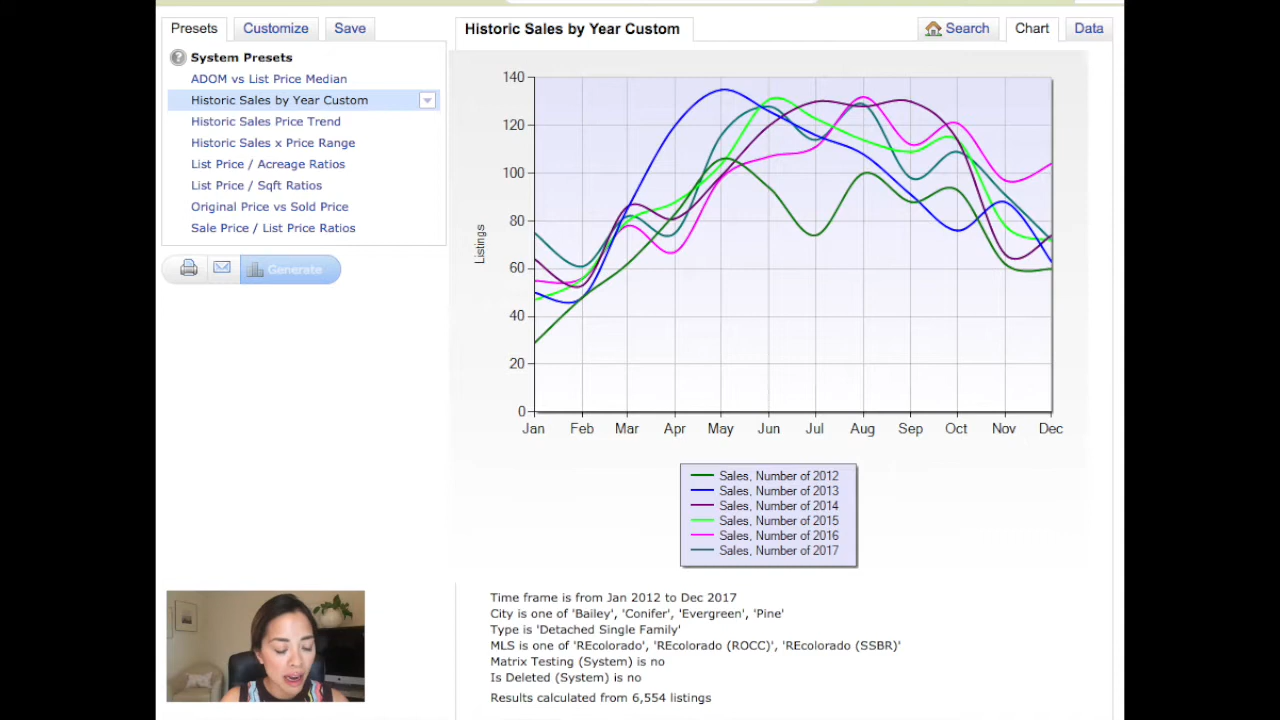 Presets
Customize
Save
Historic Sales by Year Custom
Search
Chart
Data
System Presets
ADOM vs List Price Median
Historic Sales by Year Custom
Historic Sales Price Trend
Historic Sales x Price Range
List Price / Acreage Ratios
List Price / Sqft Ratios
Original Price vs Sold Price
Sale Price / List Price Ratios
Generate
140
120
100
80
60
40
20
0
Listings
Jan Feb Mar Apr May Jun Jul Aug Sep Oct Nov Dec
Sales, Number of 2012
Sales, Number of 2013
Sales, Number of 2014
Sales, Number of 2015
Sales, Number of 2016
Sales, Number of 2017
Time frame is from Jan 2012 to Dec 2017
City is one of 'Bailey', 'Conifer', 'Evergreen', 'Pine'
Type is 'Detached Single Family'
MLS is one of 'REcolorado', 'REcolorado (ROCC)', 'REcolorado (SSBR)'
Matrix Testing (System) is no
Is Deleted (System) is no
Results calculated from 6,554 listings